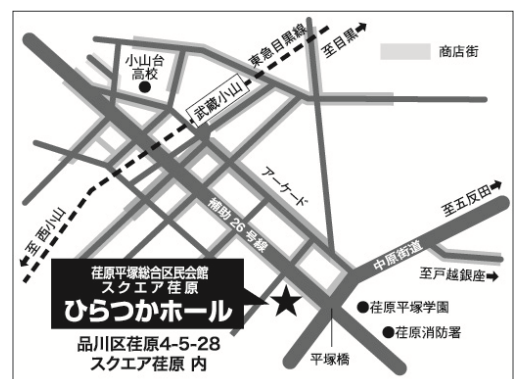 東急目黒線
至目黒
商店街
小山台
高校
武蔵小山
アーケード
補助26号線
至五反田
中原街道
至戸越銀座
至西小山
荏原平塚総合区民会館
スクエア荏原
ひらつかホール
品川区荏原4-5-28
スクエア荏原 内
荏原平塚学園
荏原消防署
平塚橋